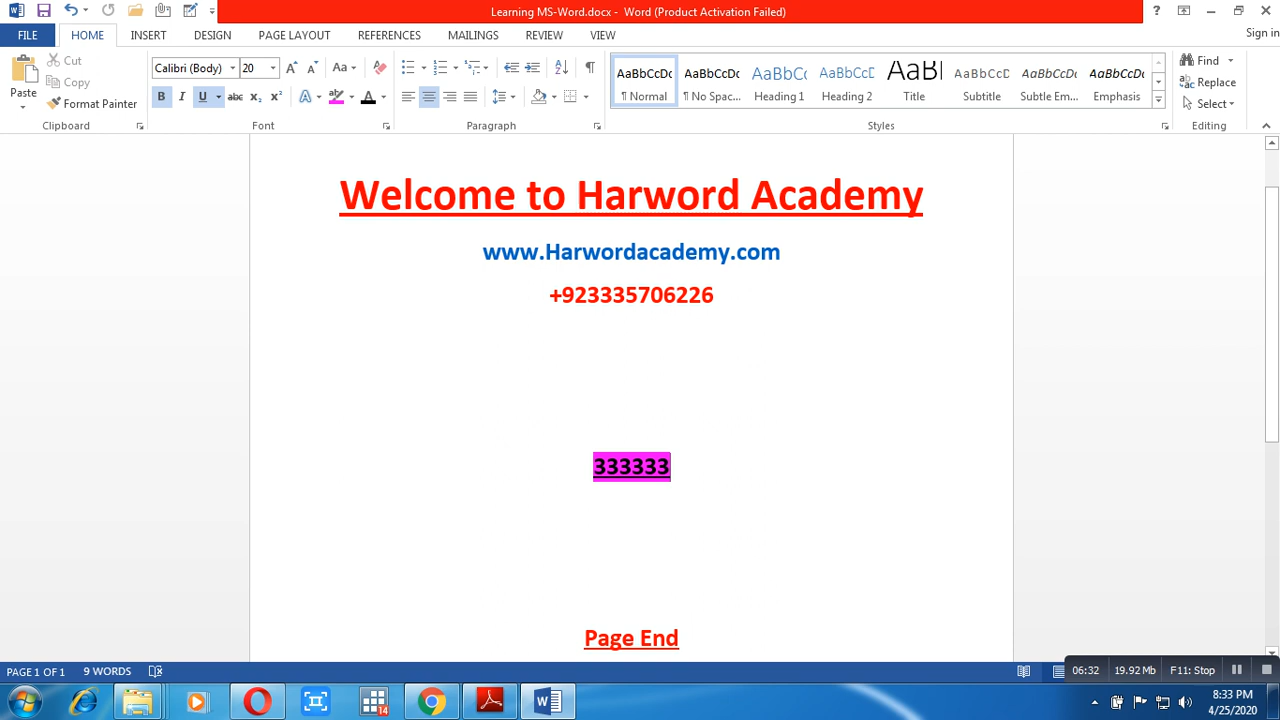 Learning MS-Word.docx - Word (Product Activation Failed)
FILE HOME INSERT DESIGN PAGE LAYOUT REFERENCES MAILINGS REVIEW VIEW Sign in
Paste
Cut
Copy
Format Painter
Clipboard
Calibri (Body) 20
Font
Paragraph
AaBbCcDc AaBbCcDc AaBbCc AaBbCcD AaBl AaBbCcD AaBbCcDc AaBbCcDc
¶ Normal ¶ No Spac... Heading 1 Heading 2 Title Subtitle Subtle Em... Emphasis
Styles
Find
Replace
Select
Editing
Welcome to Harword Academy
www.Harwordacademy.com
+923335706226
333333
Page End
PAGE 1 OF 1 9 WORDS
06:32 19.92 Mb F11: Stop
14
8:33 PM
4/25/2020